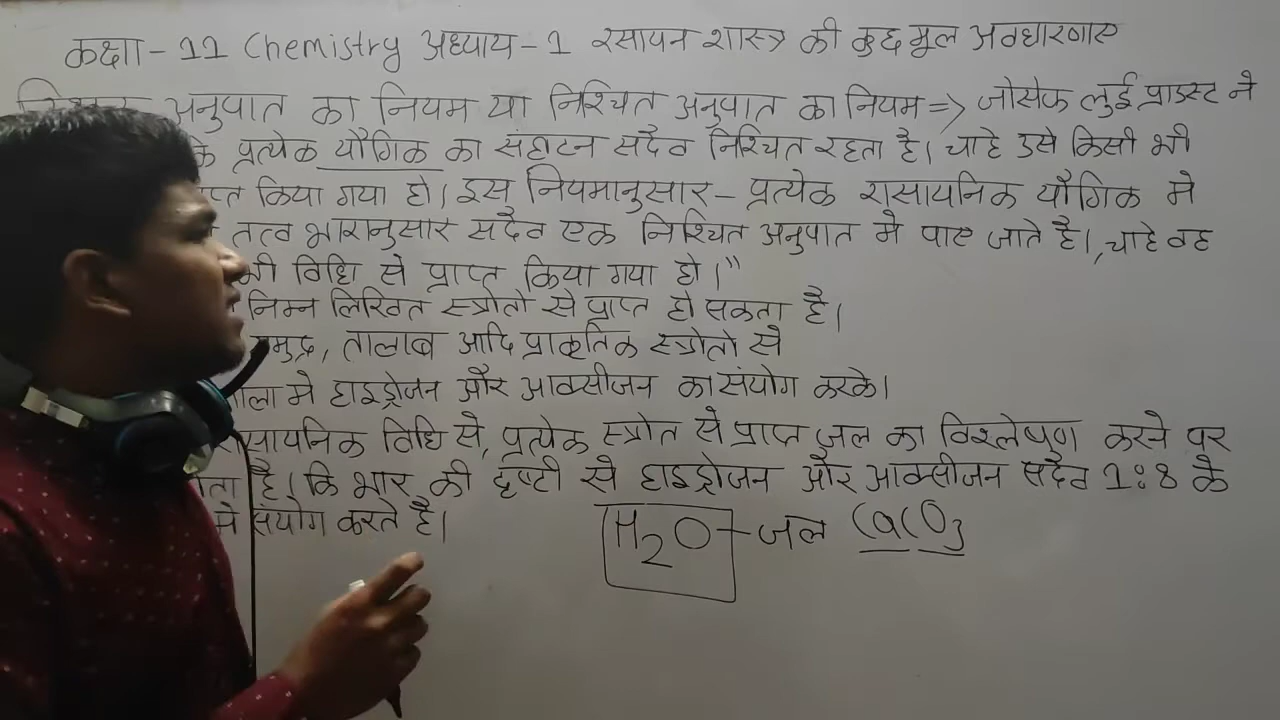 कक्षा - 11 Chemistry अध्याय - 1 रसायन शास्त्र की कुछ मूल अवधारणाए
अनुपात का नियम या निश्चित अनुपात का नियम => जोसेफ लुई प्राउस्ट ने
के प्रत्येक यौगिक का संघटन सदैव निश्चित रहता है। चाहे उसे किसी भी
किया गया हो। इस नियमानुसार - प्रत्येक रासायनिक यौगिक मे
तत्व भारानुसार सदैव एक निश्चित अनुपात मे पाए जाते है।, चाहे वह
भी विधि से प्राप्त किया गया हो।"
निम्न लिखित स्त्रोतो से प्राप्त हो सकता है।
समुद्र, तालाब आदि प्राकृतिक स्त्रोतो से
मे हाइड्रोजन और आक्सीजन का संयोग करके।
विधि से, प्रत्येक स्त्रोत से प्राप्त जल का विश्लेषण करने पर
है। कि भार की दृष्टी से हाइड्रोजन और आक्सीजन सदैव 1:8 के
मे संयोग करते है।
H2O - जल CaCO3